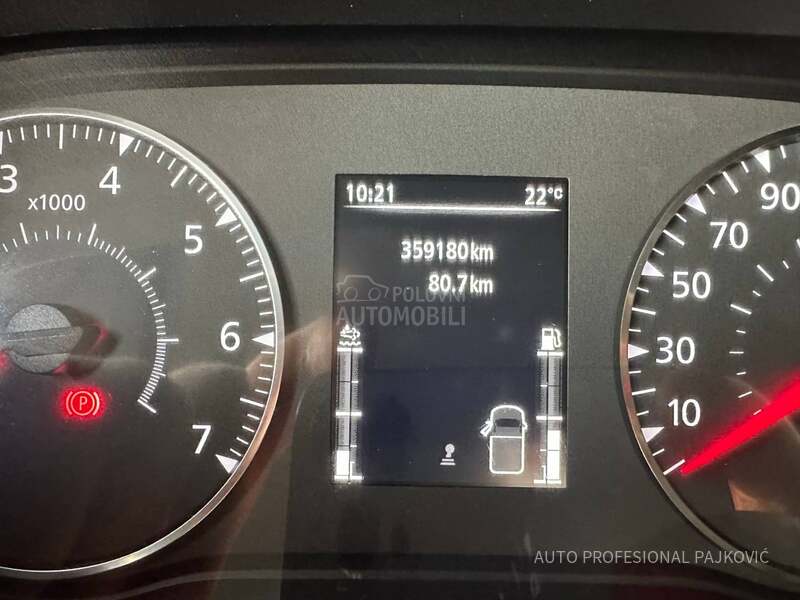 3
4
x1000
5
6
7
(P)
10:21 22°C
359180km
80.7km
POLOVNI
AUTOMOBILI
90
70
50
30
10
AUTO PROFESIONAL PAJKOVIĆ